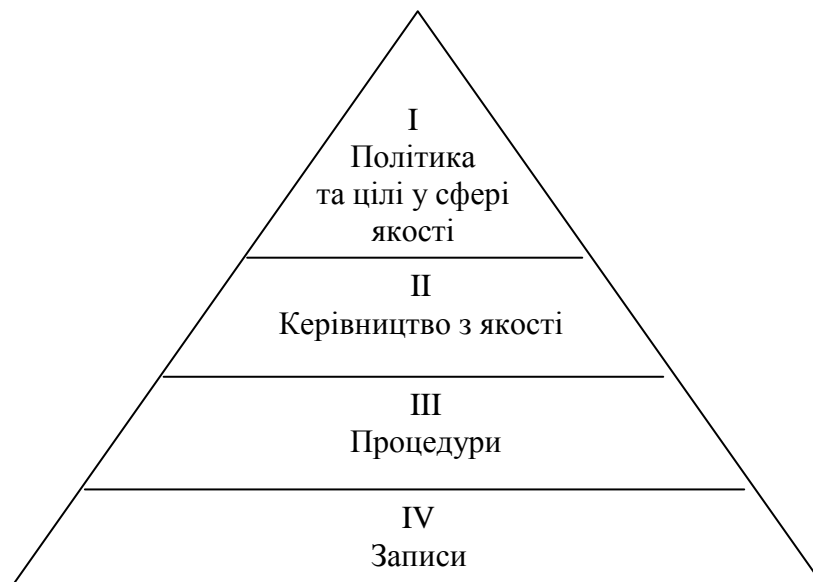 I
Політика
та цілі у сфері
якості
II
Керівництво з якості
III
Процедури
IV
Записи